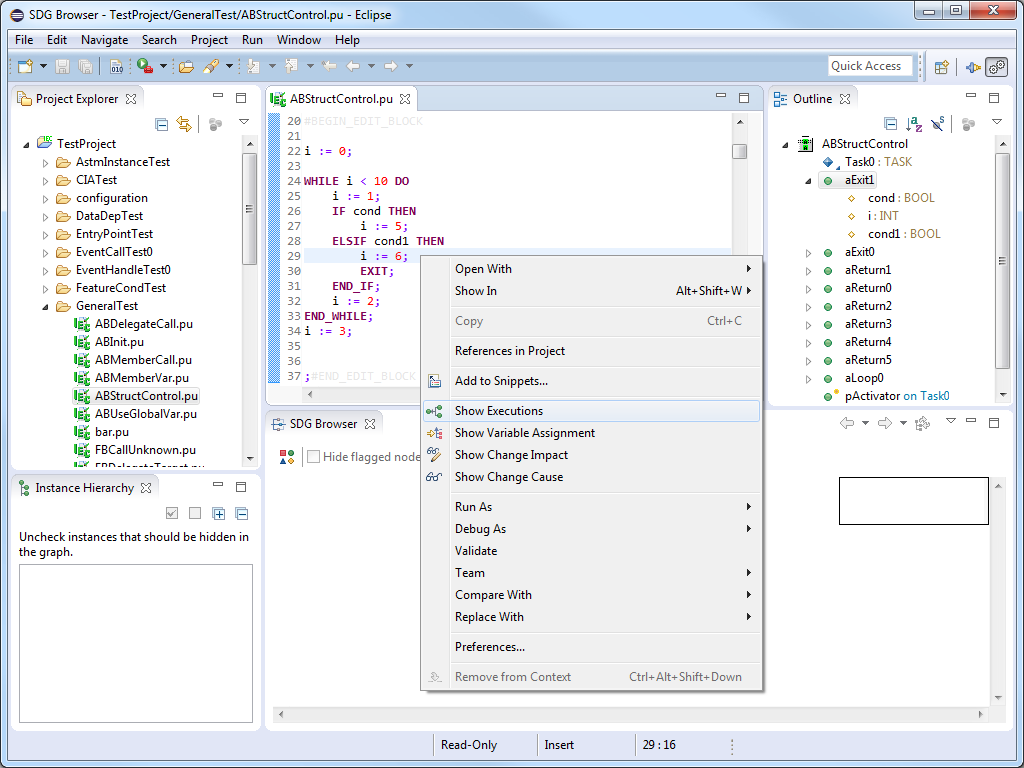 SDG Browser - TestProject/GeneralTest/ABStructControl.pu - Eclipse
File Edit Navigate Search Project Run Window Help
010
Quick Access
Project Explorer
TestProject
AstmInstanceTest
CIATest
configuration
DataDepTest
EntryPointTest
EventCallTest0
EventHandleTest0
FeatureCondTest
GeneralTest
ABDelegateCall.pu
ABInit.pu
ABMemberCall.pu
ABMemberVar.pu
ABStructControl.pu
ABUseGlobalVar.pu
bar.pu
FBCallUnknown.pu
FBDelegateTarget.pu
Instance Hierarchy
Uncheck instances that should be hidden in
the graph.
ABStructControl.pu
20 #BEGIN_EDIT_BLOCK
21
22 i := 0;
23
24 WHILE i < 10 DO
25 i := 1;
26 IF cond THEN
27 i := 5;
28 ELSIF cond1 THEN
29 i := 6;
30 EXIT;
31 END_IF;
32 i := 2;
33 END_WHILE;
34 i := 3;
35
36
37 ;#END_EDIT_BLOCK
SDG Browser
Hide flagged node
Open With
Show In Alt+Shift+W
Copy Ctrl+C
References in Project
Add to Snippets...
Show Executions
Show Variable Assignment
Show Change Impact
Show Change Cause
Run As
Debug As
Validate
Team
Compare With
Replace With
Preferences...
Remove from Context Ctrl+Alt+Shift+Down
Outline
ABStructControl
Task0 : TASK
aExit1
cond : BOOL
i : INT
cond1 : BOOL
aExit0
aReturn1
aReturn0
aReturn2
aReturn3
aReturn4
aReturn5
aLoop0
pActivator on Task0
Read-Only Insert 29 : 16